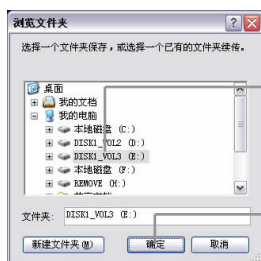 浏览文件夹
选择一个文件夹保存，或选择一个已有的文件夹继传。
桌面
我的文档
我的电脑
本地磁盘 (C:)
DISK1_VOL2 (D:)
DISK1_VOL3 (E:)
本地磁盘 (F:)
REMOVE (H:)
文件夹: DISK1_VOL3 (E:)
新建文件夹(M) 确定 取消